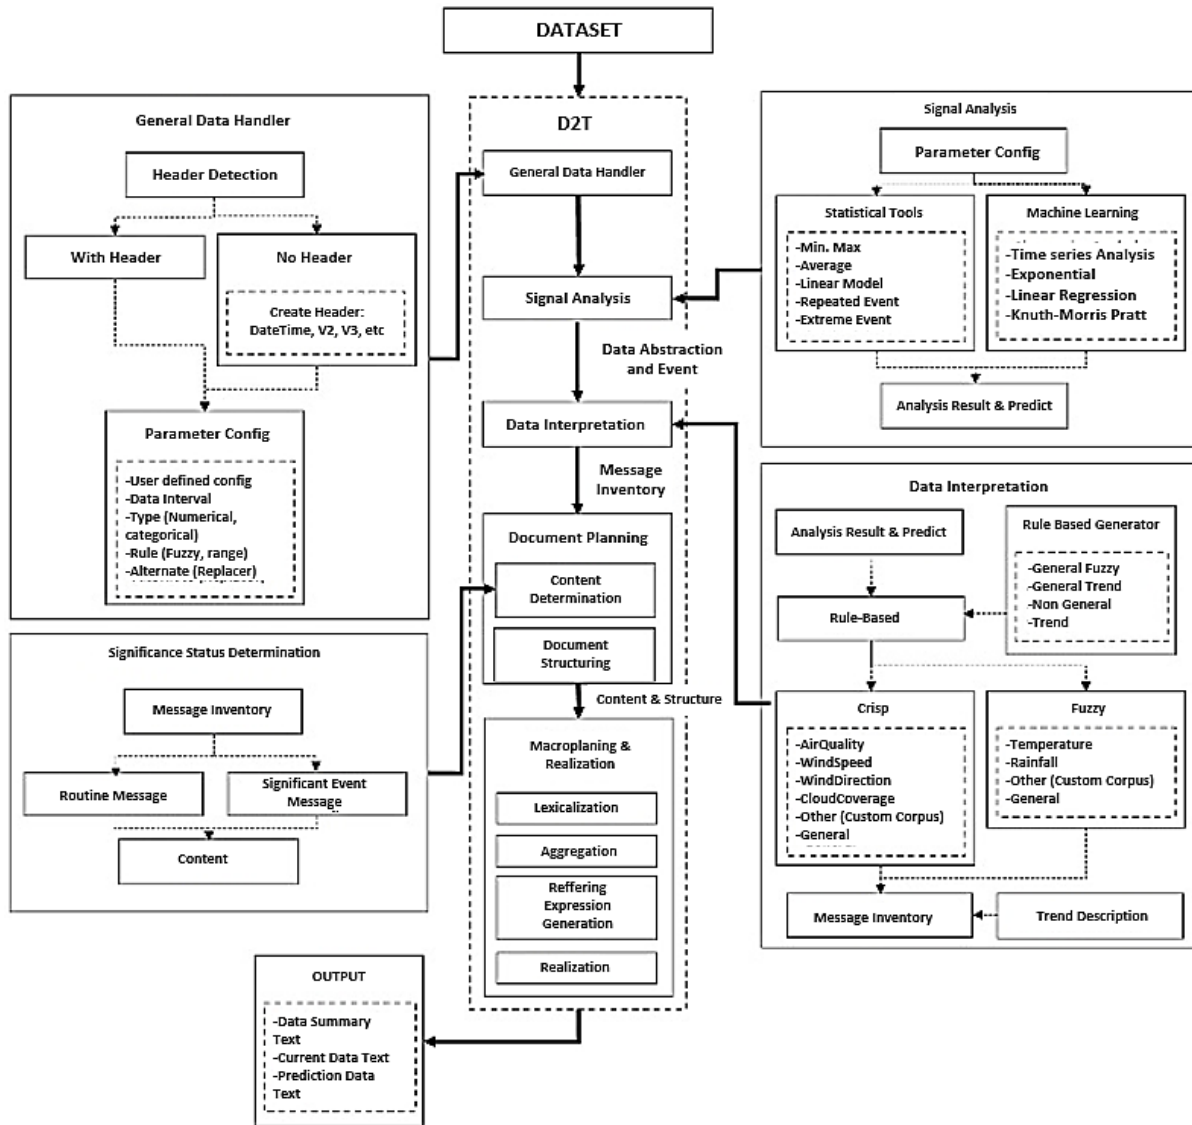 DATASET
D2T
General Data Handler
Signal Analysis
Data Abstraction
and Event
Data Interpretation
Message
Inventory
Document Planning
Content
Determination
Document
Structuring
Content & Structure
Macroplaning &
Realization
Lexicalization
Aggregation
Reffering
Expression
Generation
Realization
General Data Handler
Header Detection
With Header
No Header
Create Header:
DateTime, V2, V3, etc
Parameter Config
-User defined config
-Data Interval
-Type (Numerical,
categorical)
-Rule (Fuzzy, range)
-Alternate (Replacer)
Significance Status Determination
Message Inventory
Routine Message
Significant Event
Message
Content
OUTPUT
-Data Summary
Text
-Current Data Text
-Prediction Data
Text
Signal Analysis
Parameter Config
Statistical Tools
-Min. Max
-Average
-Linear Model
-Repeated Event
-Extreme Event
Machine Learning
-Time series Analysis
-Exponential
-Linear Regression
-Knuth-Morris Pratt
Analysis Result & Predict
Data Interpretation
Analysis Result & Predict
Rule Based Generator
-General Fuzzy
-General Trend
-Non General
-Trend
Rule-Based
Crisp
-AirQuality
-WindSpeed
-WindDirection
-CloudCoverage
-Other (Custom Corpus)
-General
Fuzzy
-Temperature
-Rainfall
-Other (Custom Corpus)
-General
Message Inventory
Trend Description